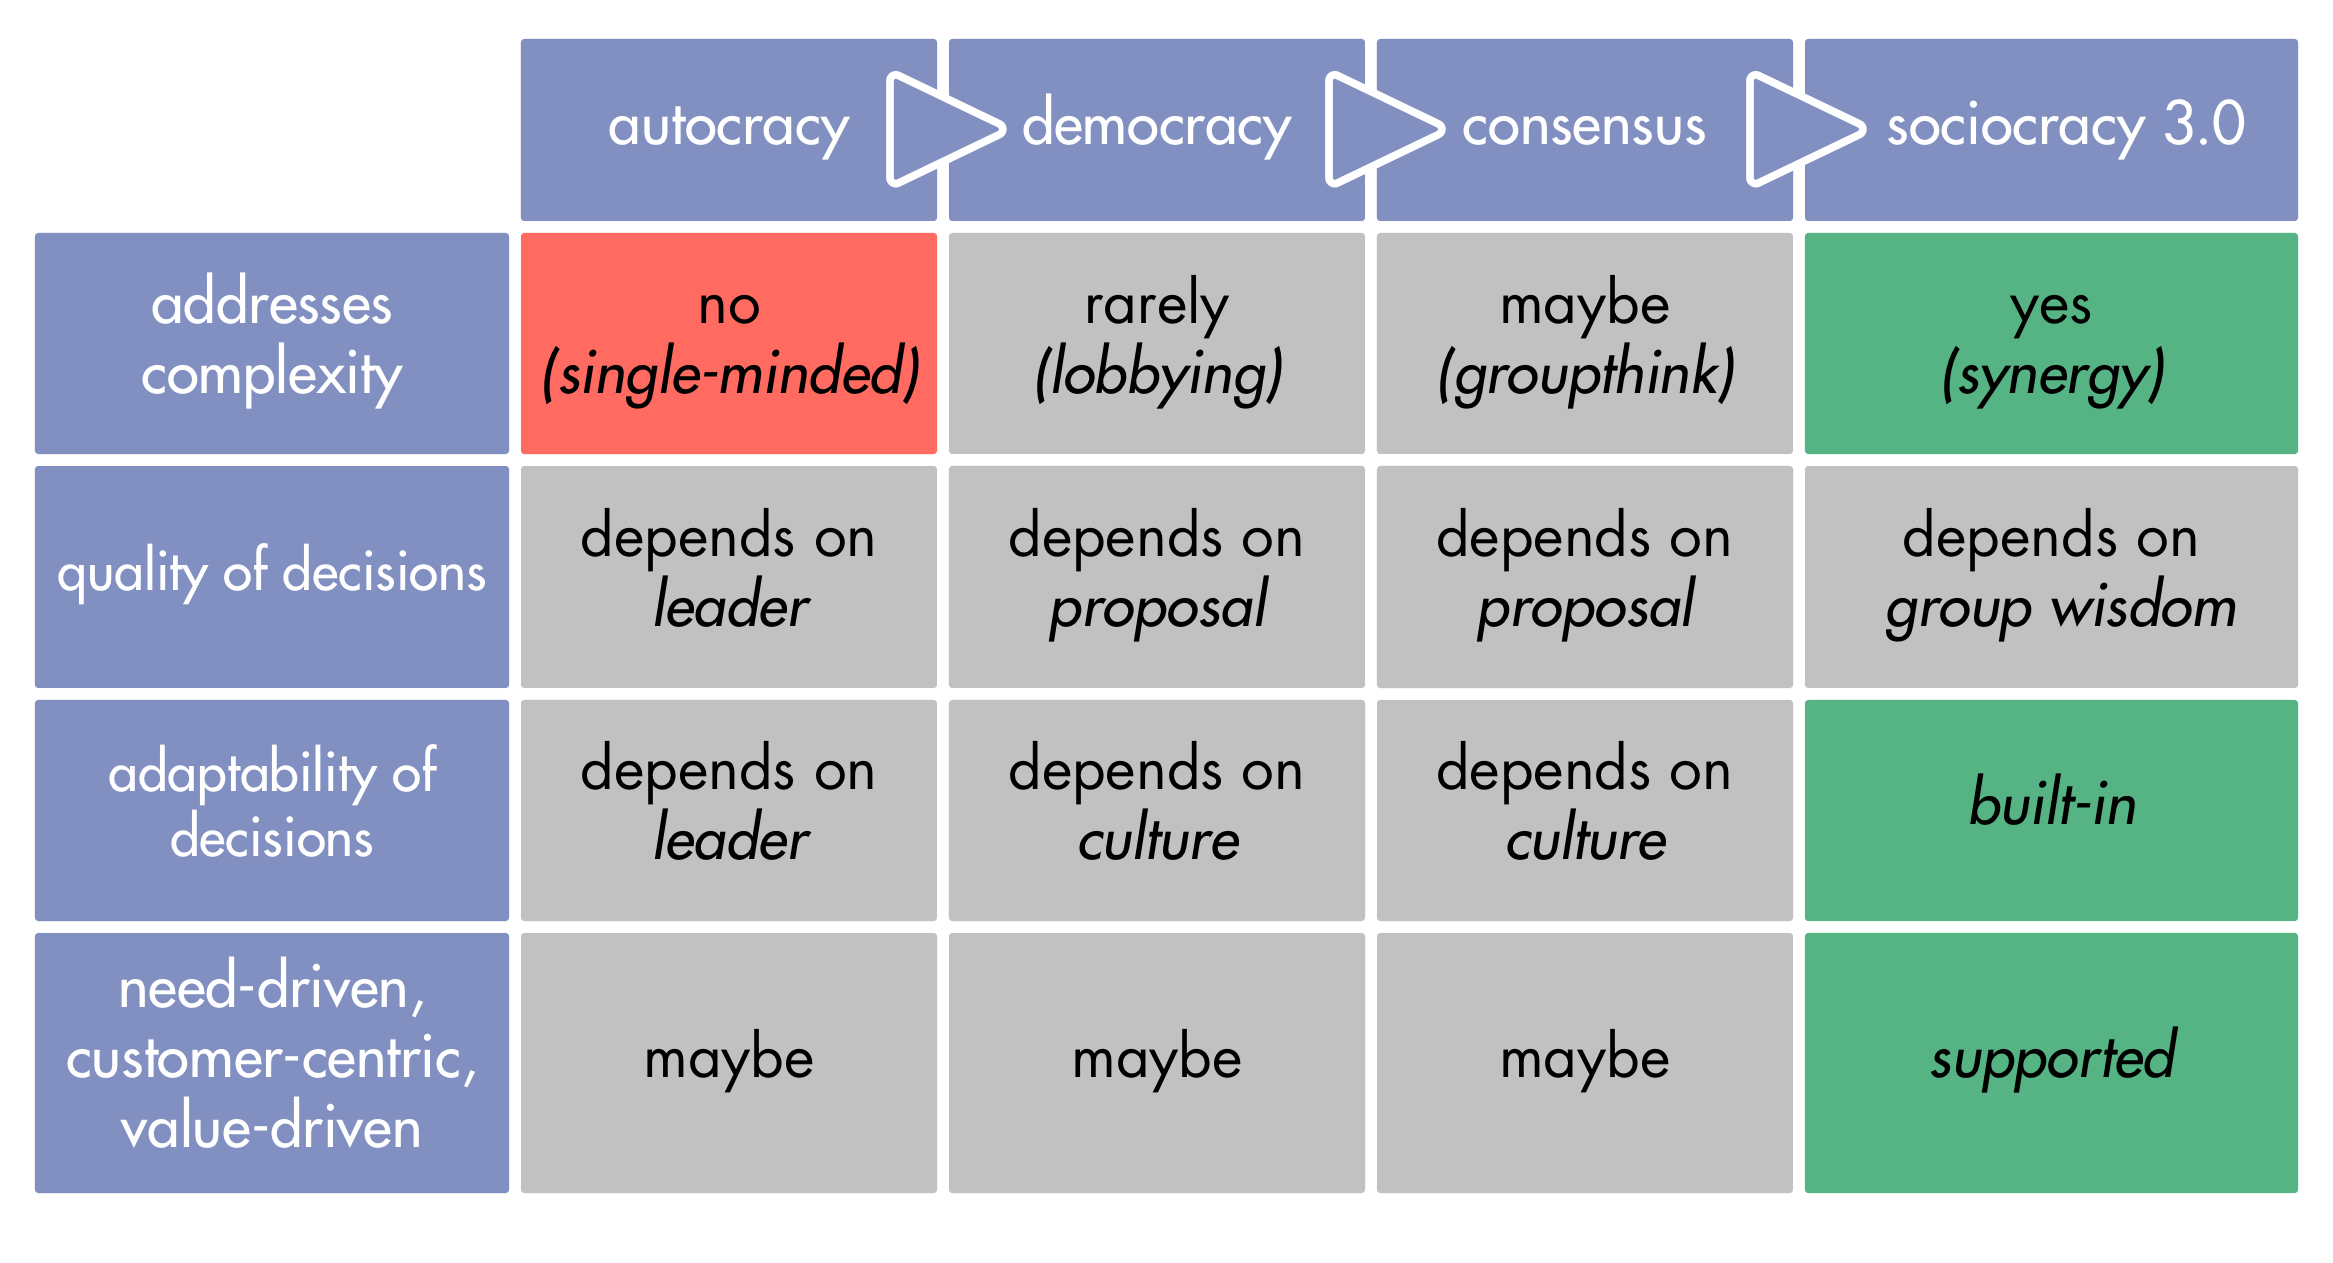 autocracy
democracy
consensus
sociocracy 3.0
addresses
complexity
no
(single-minded)
rarely
(lobbying)
maybe
(groupthink)
yes
(synergy)
quality of decisions
depends on
leader
depends on
proposal
depends on
proposal
depends on
group wisdom
adaptability of
decisions
depends on
leader
depends on
culture
depends on
culture
built-in
need-driven,
customer-centric,
value-driven
maybe
maybe
maybe
supported